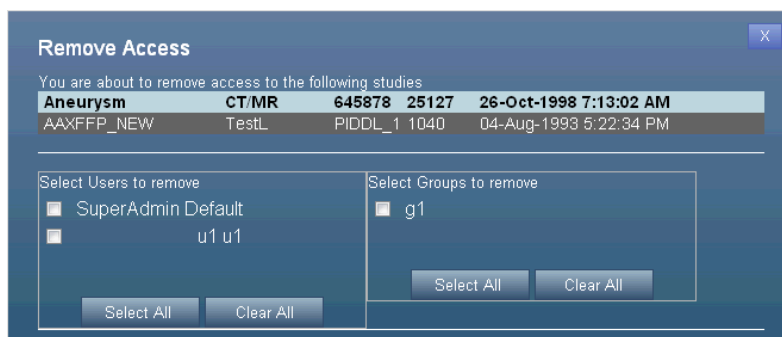 X
Remove Access
You are about to remove access to the following studies
Aneurysm CT/MR 645878 25127 26-Oct-1998 7:13:02 AM
AAXFFP_NEW TestL PIDDL_1 1040 04-Aug-1993 5:22:34 PM
Select Users to remove
SuperAdmin Default
u1 u1
Select All Clear All
Select Groups to remove
g1
Select All Clear All